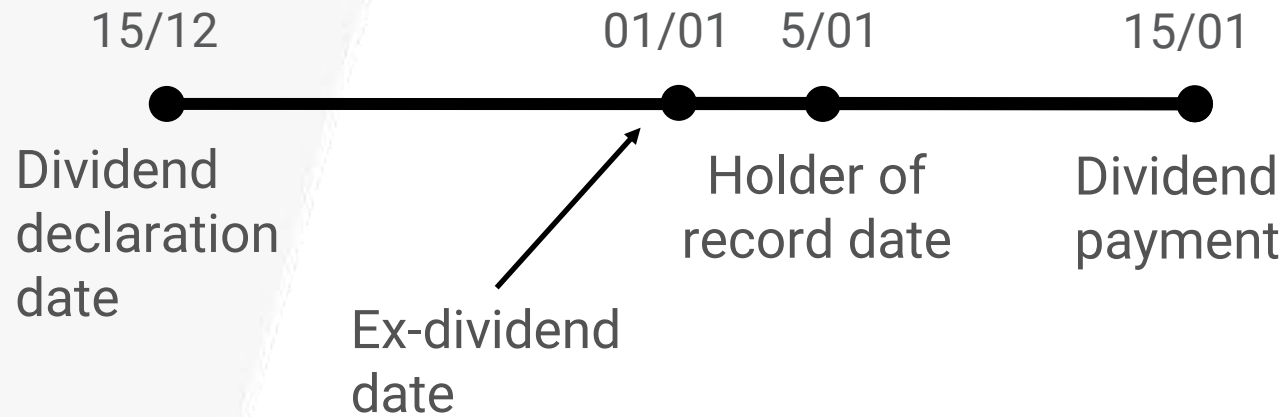 15/12
01/01
5/01
15/01
Dividend
declaration
date
Ex-dividend
date
Holder of
record date
Dividend
payment